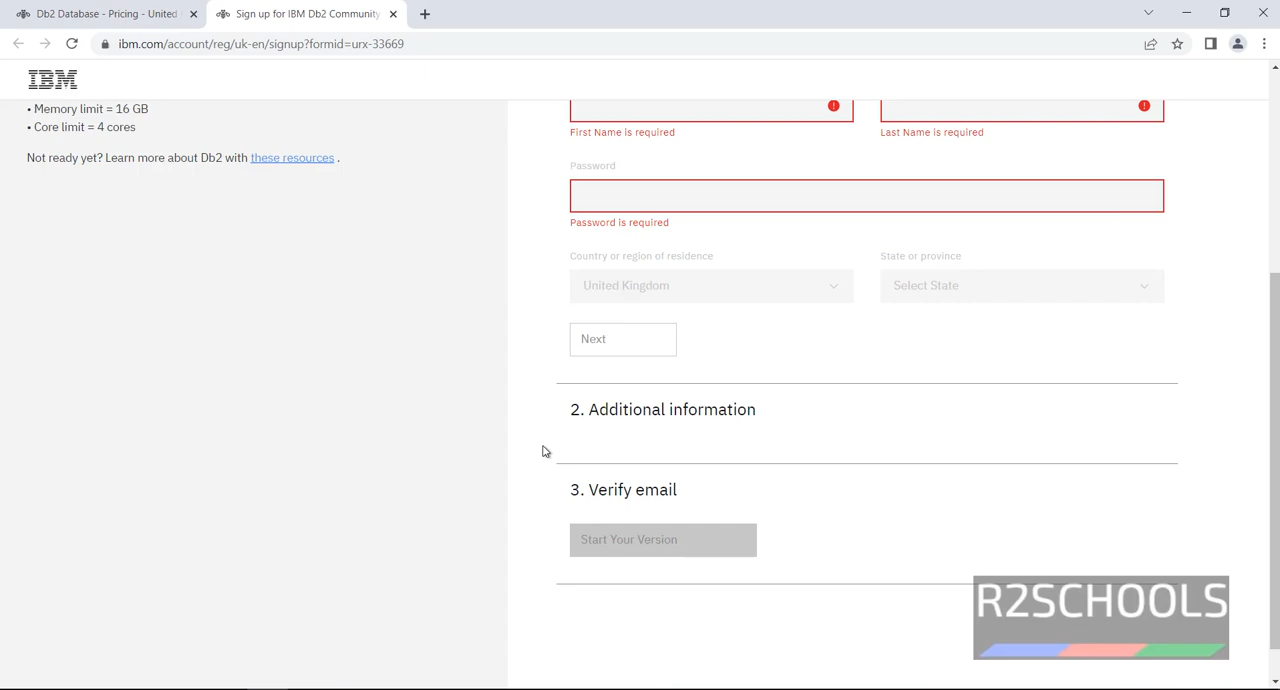 Db2 Database - Pricing - United
Sign up for IBM Db2 Community
ibm.com/account/reg/uk-en/signup?formid=urx-33669
IBM
• Memory limit = 16 GB
• Core limit = 4 cores
Not ready yet? Learn more about Db2 with these resources .
First Name is required
Last Name is required
Password
Password is required
Country or region of residence
State or province
United Kingdom
Select State
Next
2. Additional information
3. Verify email
Start Your Version
R2SCHOOLS